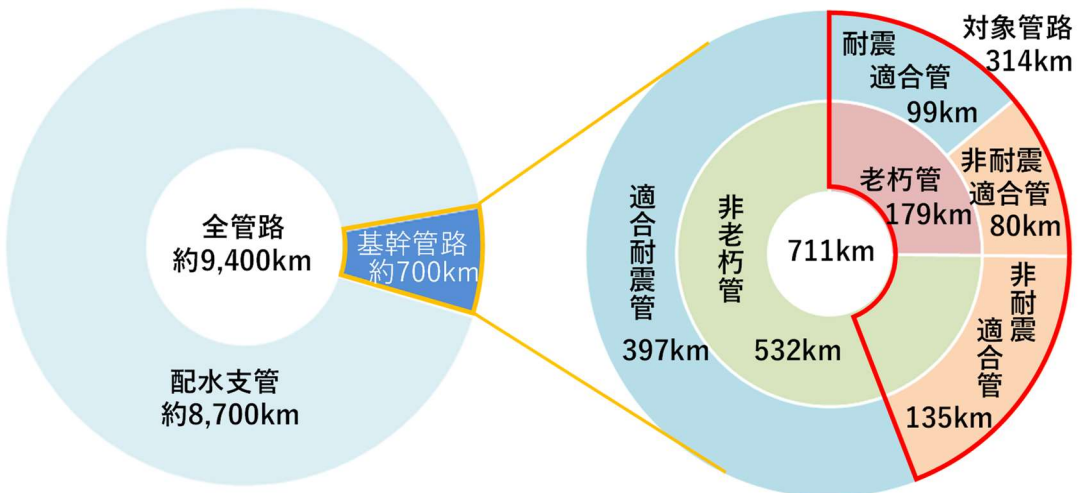 全管路
約9,400km
基幹管路
約700km
配水支管
約8,700km
対象管路
314km
耐震
適合管
99km
非耐震
適合管
80km
老朽管
179km
711km
非老朽管
532km
適合耐震管
397km
非耐震
適合管
135km